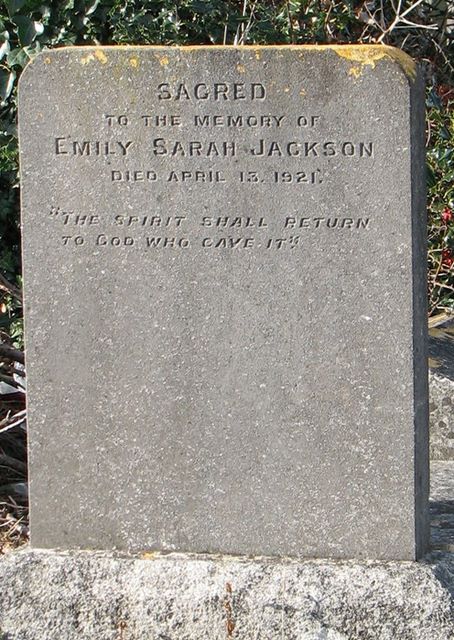 SACRED
TO THE MEMORY OF
EMILY SARAH JACKSON
DIED APRIL 13. 1921.
"THE SPIRIT SHALL RETURN
TO GOD WHO GAVE IT"